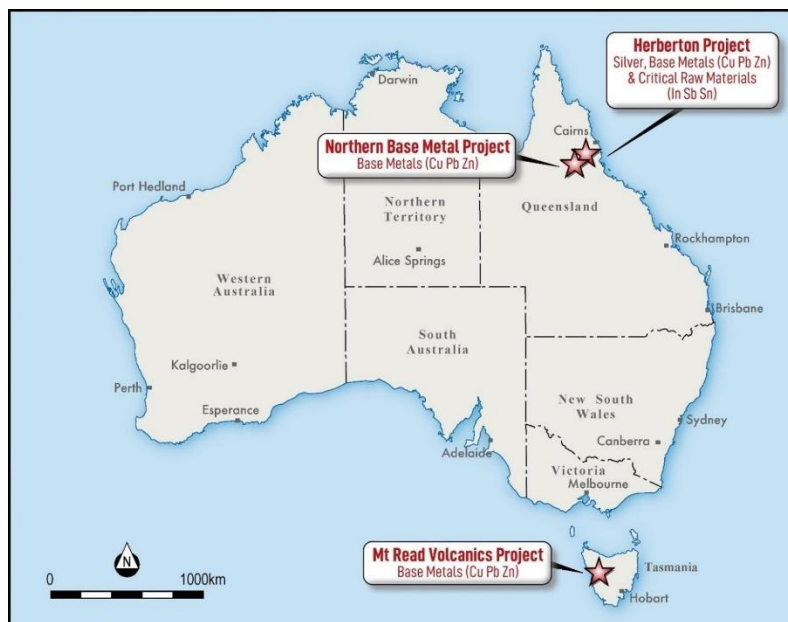 Herberton Project
Silver, Base Metals (Cu Pb Zn)
& Critical Raw Materials
(In Sb Sn)
Darwin
Cairns
Northern Base Metal Project
Base Metals (Cu Pb Zn)
Port Hedland
Northern
Territory
Queensland
Alice Springs
Rockhampton
Western
Australia
South
Australia
Brisbane
Kalgoorlie
Perth
Esperance
New South
Wales
Sydney
Canberra
Adelaide
Victoria
Melbourne
Mt Read Volcanics Project
Base Metals (Cu Pb Zn)
Tasmania
Hobart
N
0 1000km